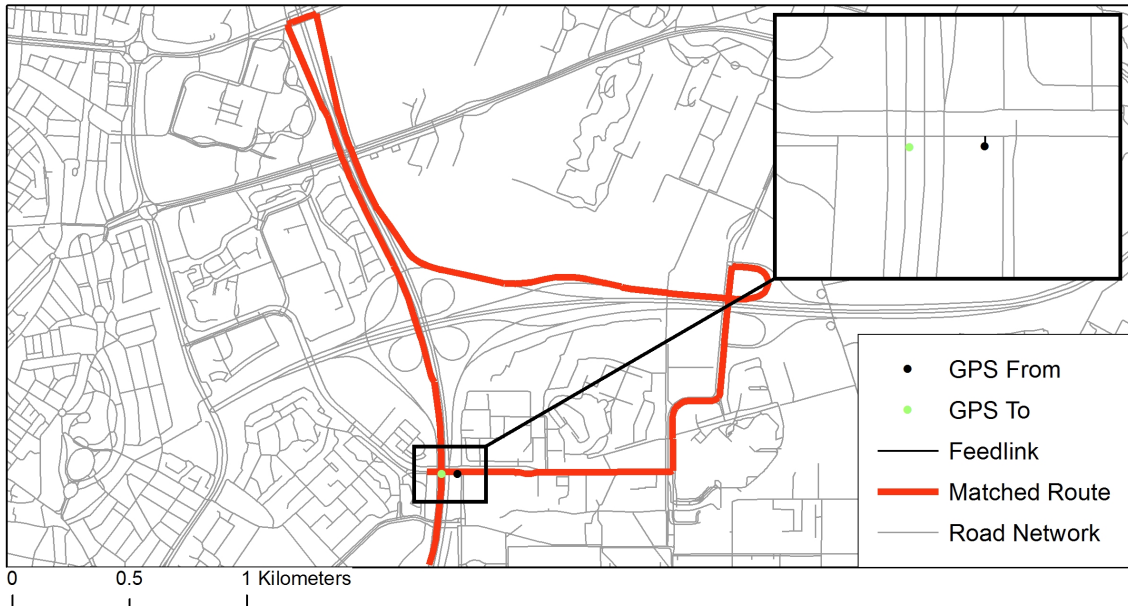 GPS From
GPS To
Feedlink
Matched Route
Road Network
0 0.5 1 Kilometers